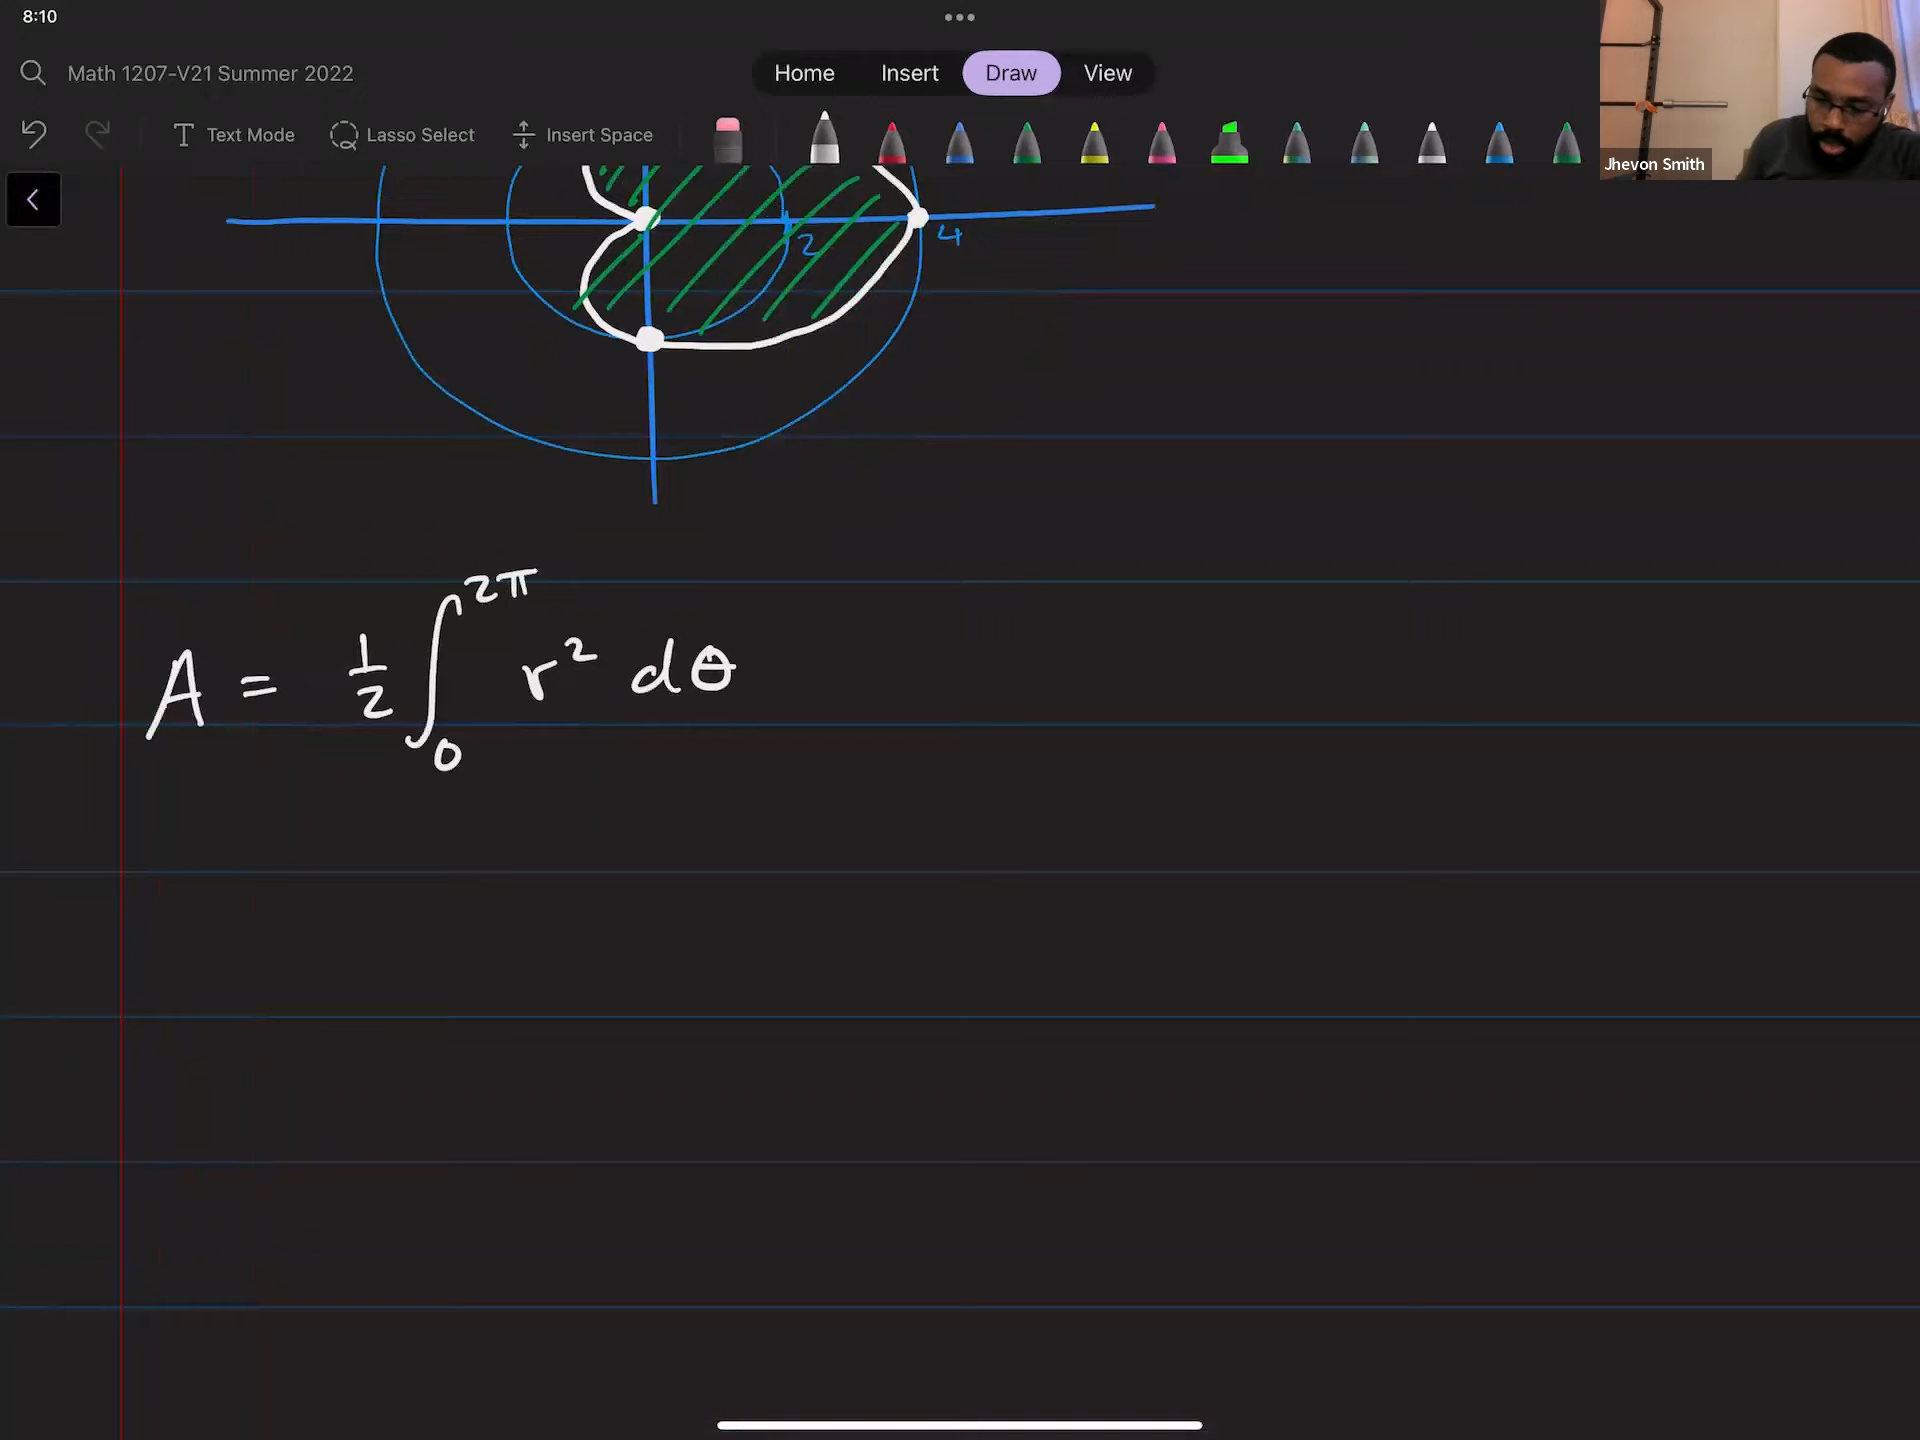 8:10
Math 1207-V21 Summer 2022
Home Insert Draw View
Text Mode Lasso Select Insert Space
Jhevon Smith
2 4
A = 1/2 ∫₀^2π r² dθ